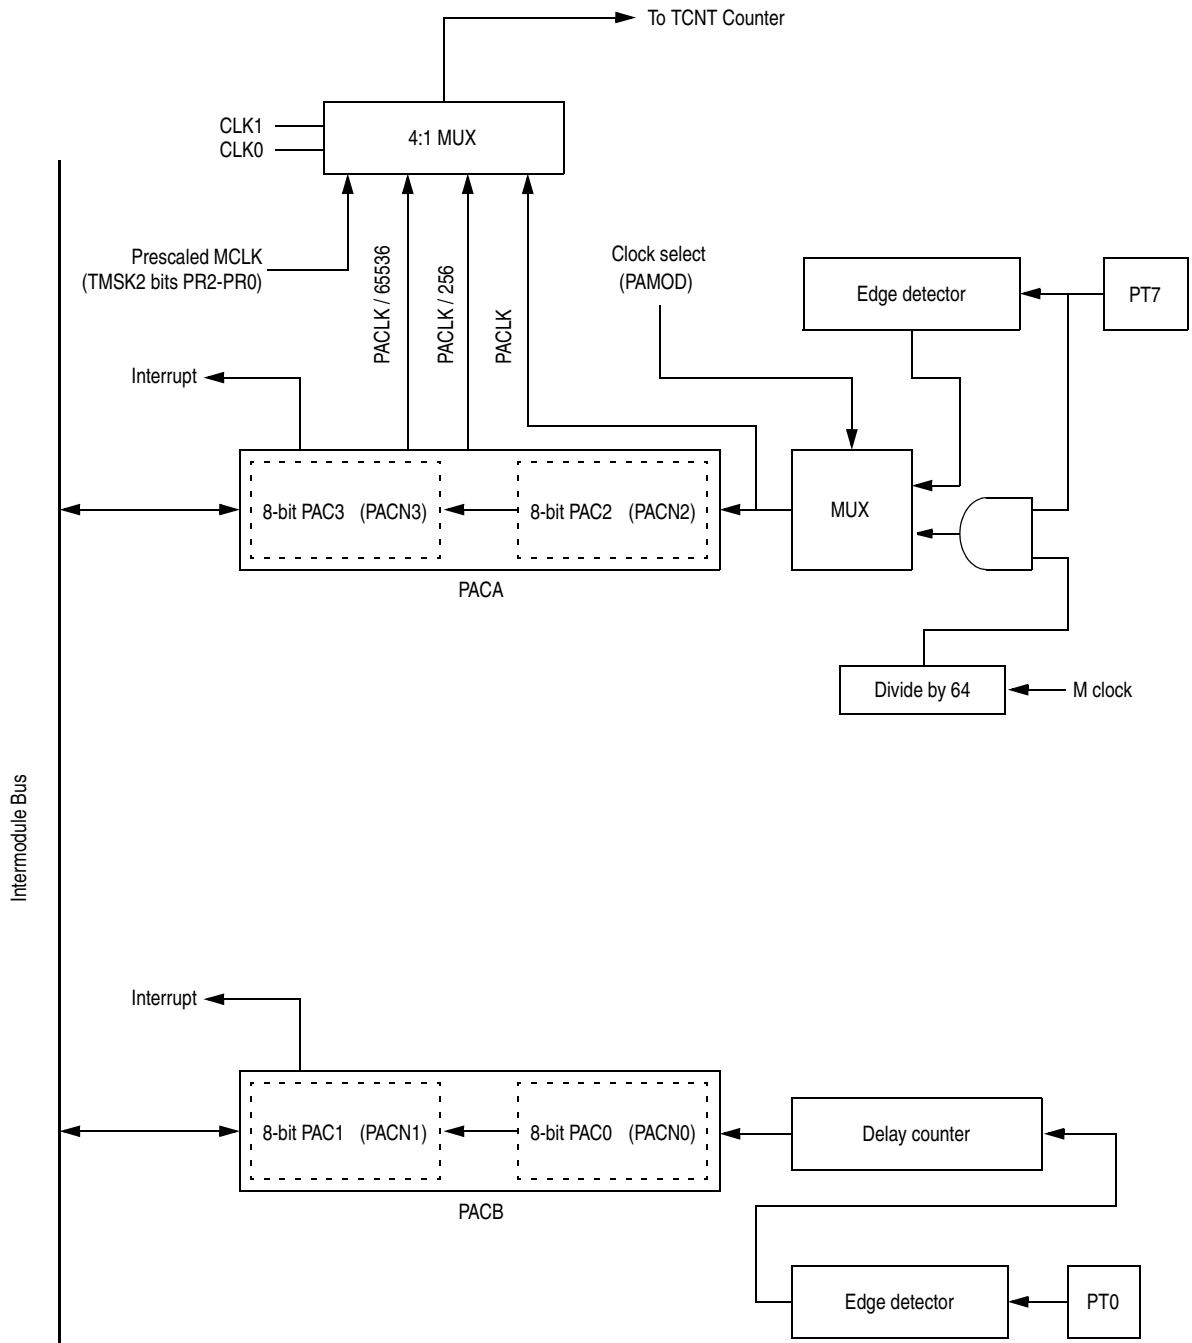 To TCNT Counter
CLK1
CLK0
4:1 MUX
Prescaled MCLK
(TMSK2 bits PR2-PR0)
PACLK / 65536
PACLK / 256
PACLK
Clock select
(PAMOD)
Edge detector
PT7
Interrupt
8-bit PAC3 (PACN3)
8-bit PAC2 (PACN2)
MUX
PACA
Divide by 64
M clock
Intermodule Bus
Interrupt
8-bit PAC1 (PACN1)
8-bit PAC0 (PACN0)
Delay counter
PACB
Edge detector
PT0